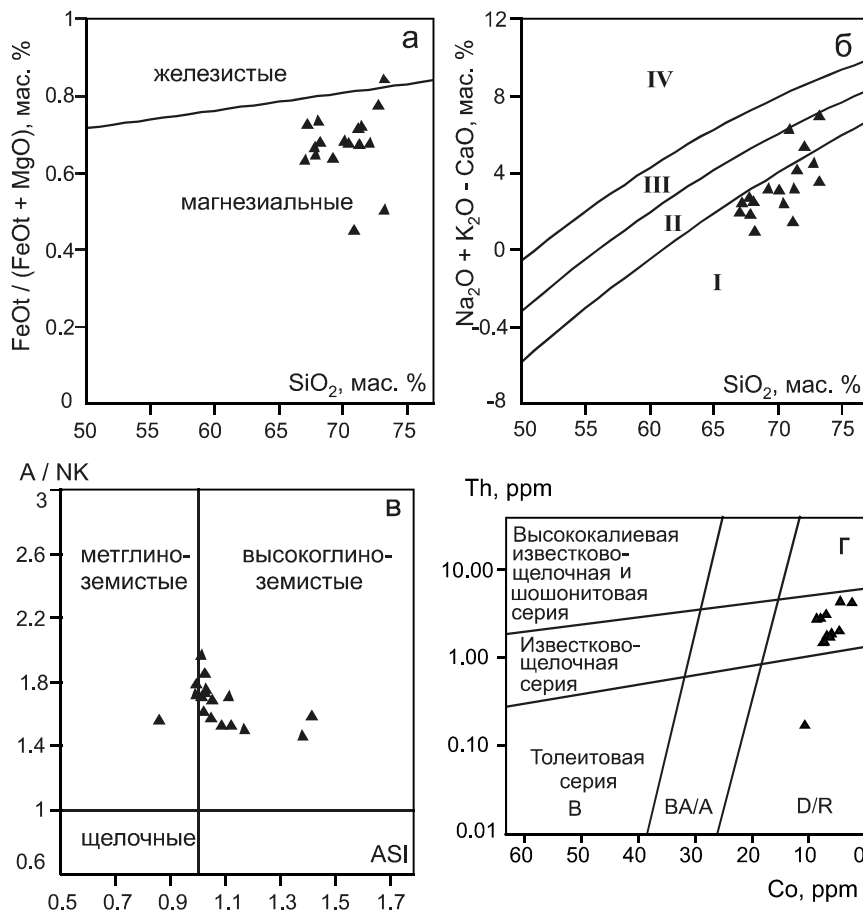 а
FeOt / (FeOt + MgO), мас. %
1
0.8
0.6
0.4
0.2
0
железистые
магнезиальные
SiO₂, мас. %
50 55 60 65 70 75
б
Na₂O + K₂O - CaO, мас. %
12
8
4
0
-0.4
-8
IV
III
II
I
SiO₂, мас. %
50 55 60 65 70 75
в
A / NK
3
2.6
2.2
1.8
1.4
1
0.6
метглино-
земистые
высокоглино-
земистые
щелочные
ASI
0.5 0.7 0.9 1.1 1.3 1.5 1.7
г
Th, ppm
10.00
1.00
0.10
0.01
Высококалиевая
известково-
щелочная и
шошонитовая
серия
Известково-
щелочная
серия
Толеитовая
серия
B BA/A D/R
60 50 40 30 20 10 0
Co, ppm